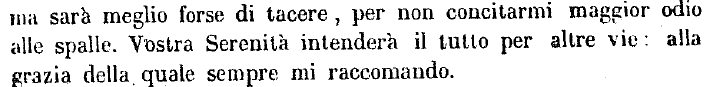 ma sarà meglio forse di tacere, per non concitarmi maggior odio
alle spalle. Vostra Serenità intenderà il tutto per altre vie: alla
grazia della quale sempre mi raccomando.